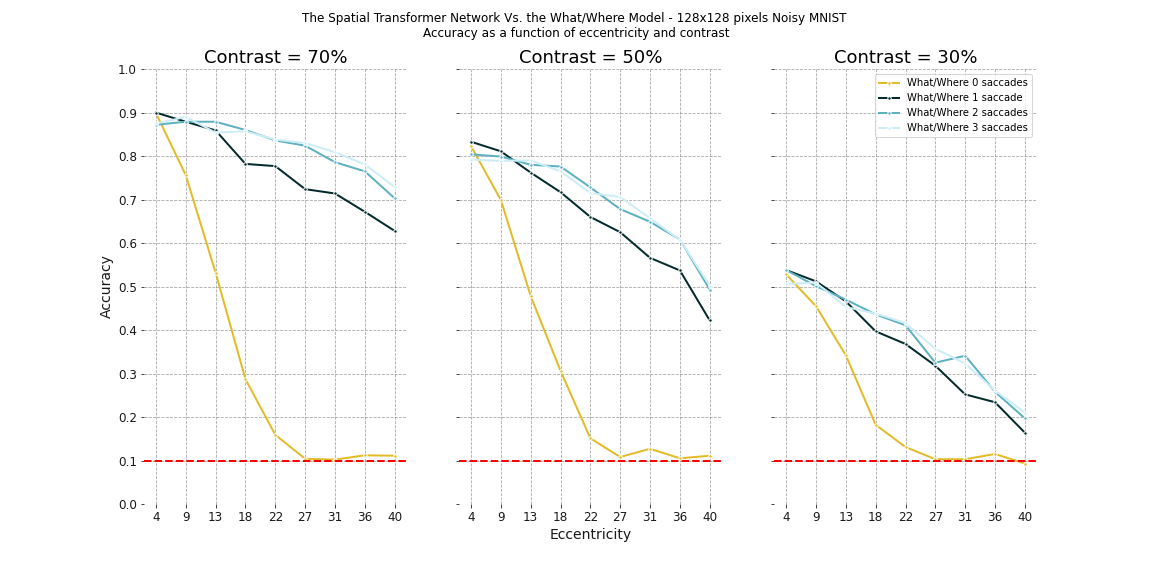 The Spatial Transformer Network Vs. the What/Where Model - 128x128 pixels Noisy MNIST
Accuracy as a function of eccentricity and contrast
Contrast = 70%
Contrast = 50%
Contrast = 30%
What/Where 0 saccades
What/Where 1 saccade
What/Where 2 saccades
What/Where 3 saccades
Accuracy
1.0
0.9
0.8
0.7
0.6
0.5
0.4
0.3
0.2
0.1
0.0
4 9 13 18 22 27 31 36 40
4 9 13 18 22 27 31 36 40
4 9 13 18 22 27 31 36 40
Eccentricity